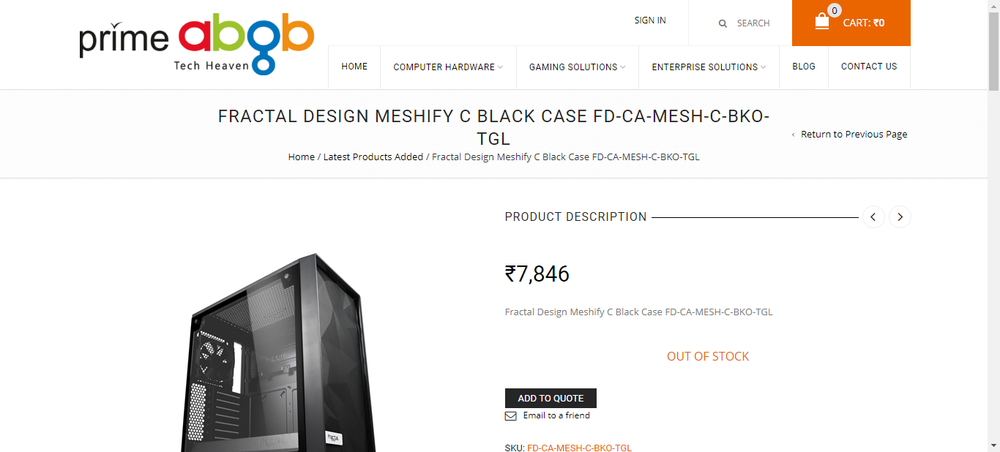 prime abgb
Tech Heaven
SIGN IN
SEARCH
0
CART: ₹0
HOME
COMPUTER HARDWARE
GAMING SOLUTIONS
ENTERPRISE SOLUTIONS
BLOG
CONTACT US
FRACTAL DESIGN MESHIFY C BLACK CASE FD-CA-MESH-C-BKO-
TGL
‹ Return to Previous Page
Home / Latest Products Added / Fractal Design Meshify C Black Case FD-CA-MESH-C-BKO-TGL
PRODUCT DESCRIPTION
₹7,846
Fractal Design Meshify C Black Case FD-CA-MESH-C-BKO-TGL
OUT OF STOCK
ADD TO QUOTE
Email to a friend
fractal
SKU: FD-CA-MESH-C-BKO-TGL